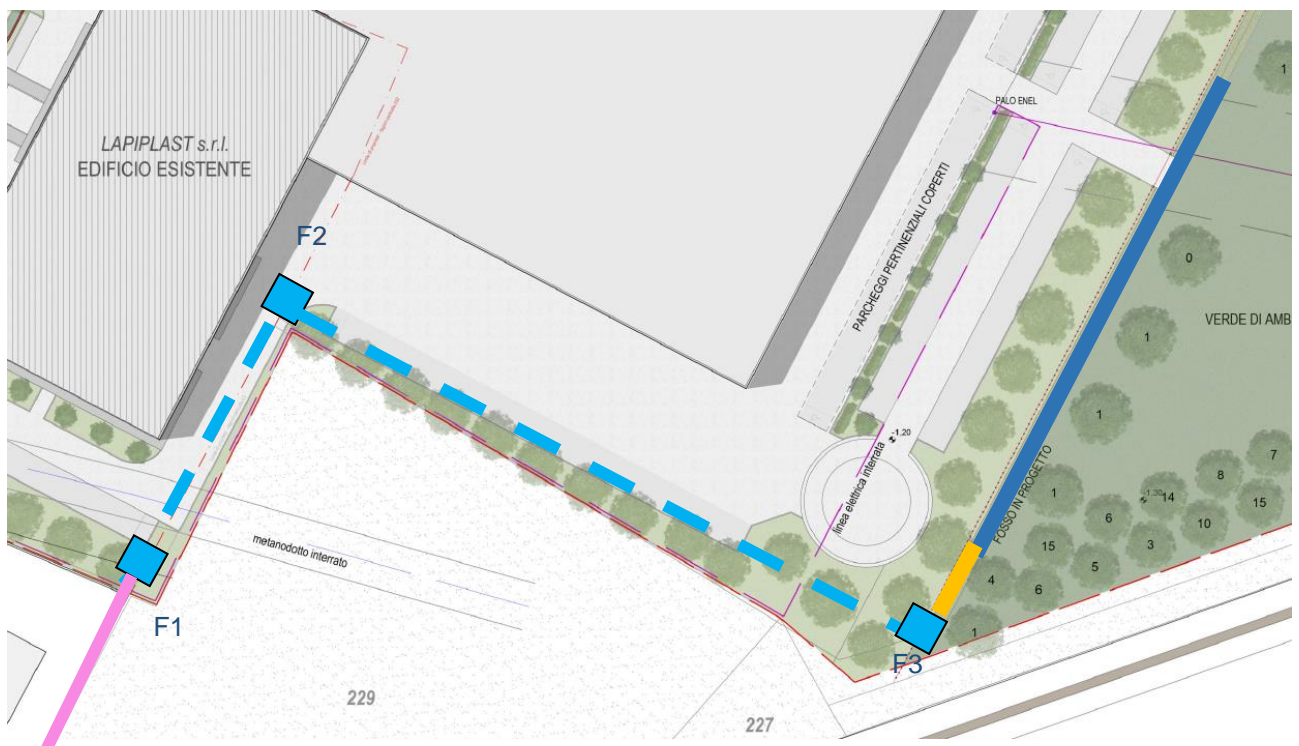 LAPIPLAST s.r.l.
EDIFICIO ESISTENTE
F2
PALO ENEL
PARCHEGGI PERTINENZIALI COPERTI
1
0
1
VERDE DI AMB
1
-1,20
linea elettrica interrata
FOSSO IN PROGETTO
7
8
1
-1,30
14
15
6
10
15
3
5
4
6
1
metanodotto interrato
F1
F3
229
227